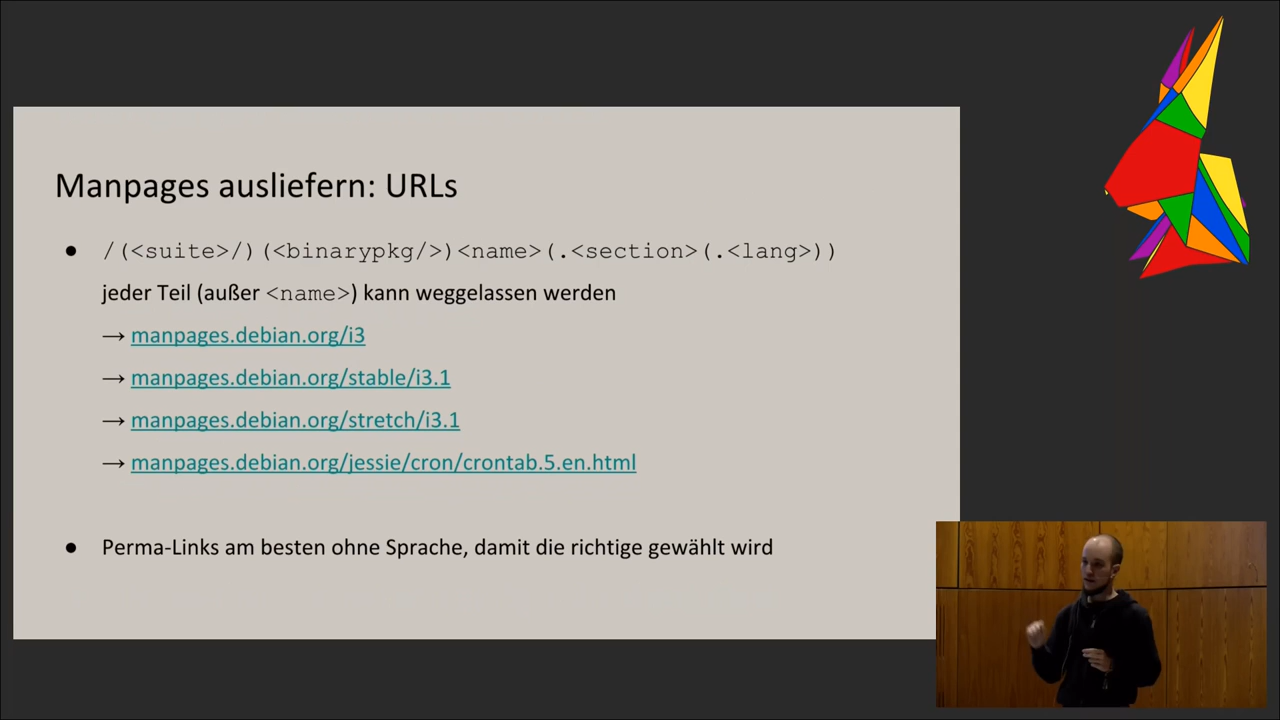 Manpages ausliefern: URLs
● /(<suite>/)(<binarypkg/>)<name>(.<section>(.<lang>))
jeder Teil (außer <name>) kann weggelassen werden
→ manpages.debian.org/i3
→ manpages.debian.org/stable/i3.1
→ manpages.debian.org/stretch/i3.1
→ manpages.debian.org/jessie/cron/crontab.5.en.html
● Perma-Links am besten ohne Sprache, damit die richtige gewählt wird